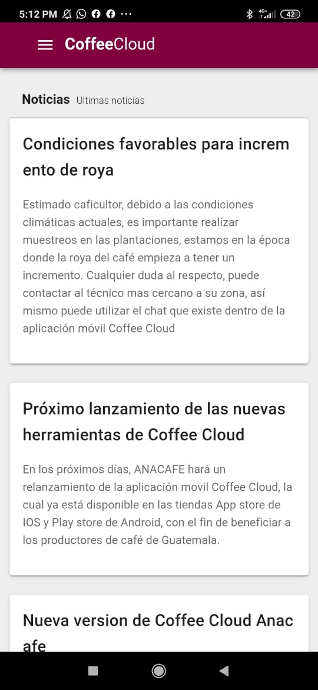 5:12 PM
4G+
42
CoffeeCloud
Noticias Ultimas noticias
Condiciones favorables para increm
ento de roya
Estimado caficultor, debido a las condiciones
climáticas actuales, es importante realizar
muestreos en las plantaciones, estamos en la época
donde la roya del café empieza a tener un
incremento. Cualquier duda al respecto, puede
contactar al técnico mas cercano a su zona, así
mismo puede utilizar el chat que existe dentro de la
aplicación móvil Coffee Cloud
Próximo lanzamiento de las nuevas
herramientas de Coffee Cloud
En los próximos días, ANACAFE hará un
relanzamiento de la aplicación movil Coffee Cloud, la
cual ya está disponible en las tiendas App store de
IOS y Play store de Android, con el fin de beneficiar a
los productores de café de Guatemala.
Nueva version de Coffee Cloud Anac
afe